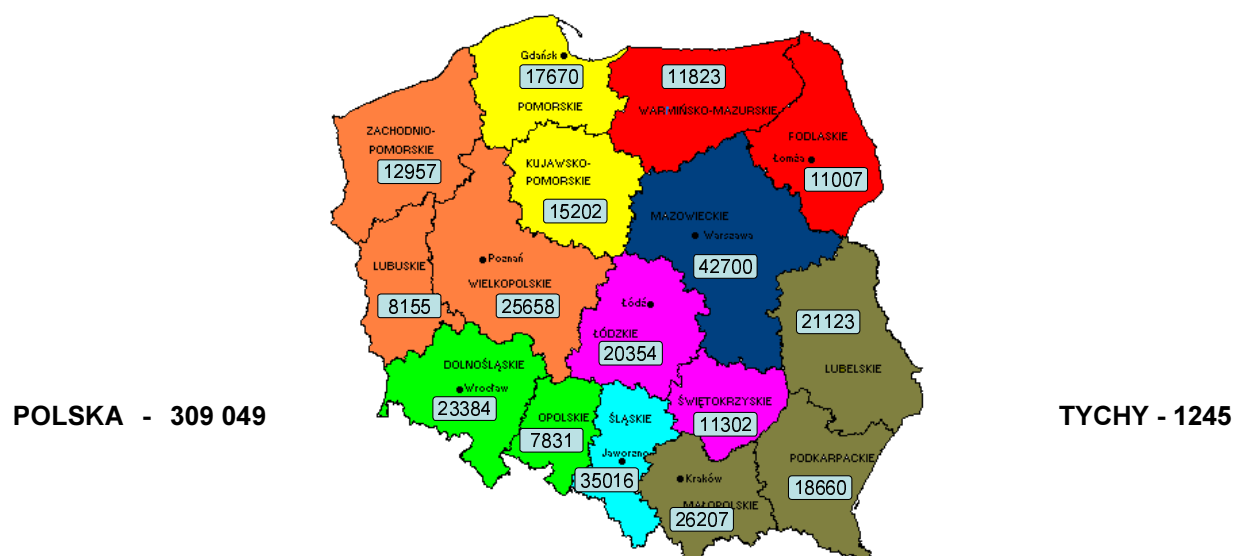 Gdańsk
17670
POMORSKIE
11823
WARMIŃSKO-MAZURSKIE
ZACHODNIO-
POMORSKIE
12957
KUJAWSKO-
POMORSKIE
15202
PODLASKIE
Łomża
11007
MAZOWIECKIE
Warszawa
42700
LUBUSKIE
8155
Poznań
WIELKOPOLSKIE
25658
Łódź
ŁÓDZKIE
20354
21123
LUBELSKIE
DOLNOŚLĄSKIE
Wrocław
23384
OPOLSKIE
7831
ŚLĄSKIE
Jaworzno
35016
ŚWIĘTOKRZYSKIE
11302
Kraków
MAŁOPOLSKIE
26207
PODKARPACKIE
18660
POLSKA - 309 049
TYCHY - 1245